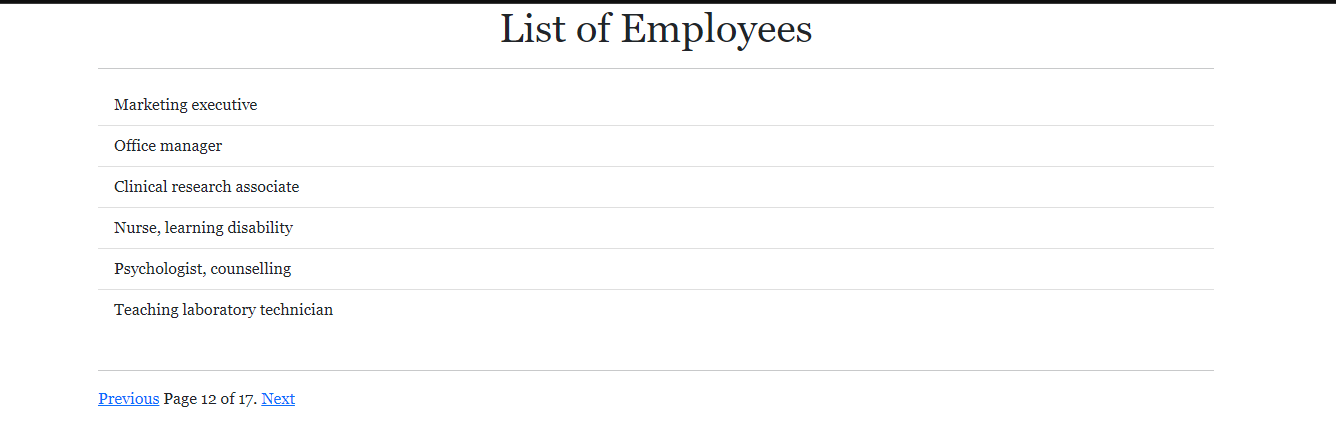 List of Employees
Marketing executive
Office manager
Clinical research associate
Nurse, learning disability
Psychologist, counselling
Teaching laboratory technician
Previous Page 12 of 17. Next